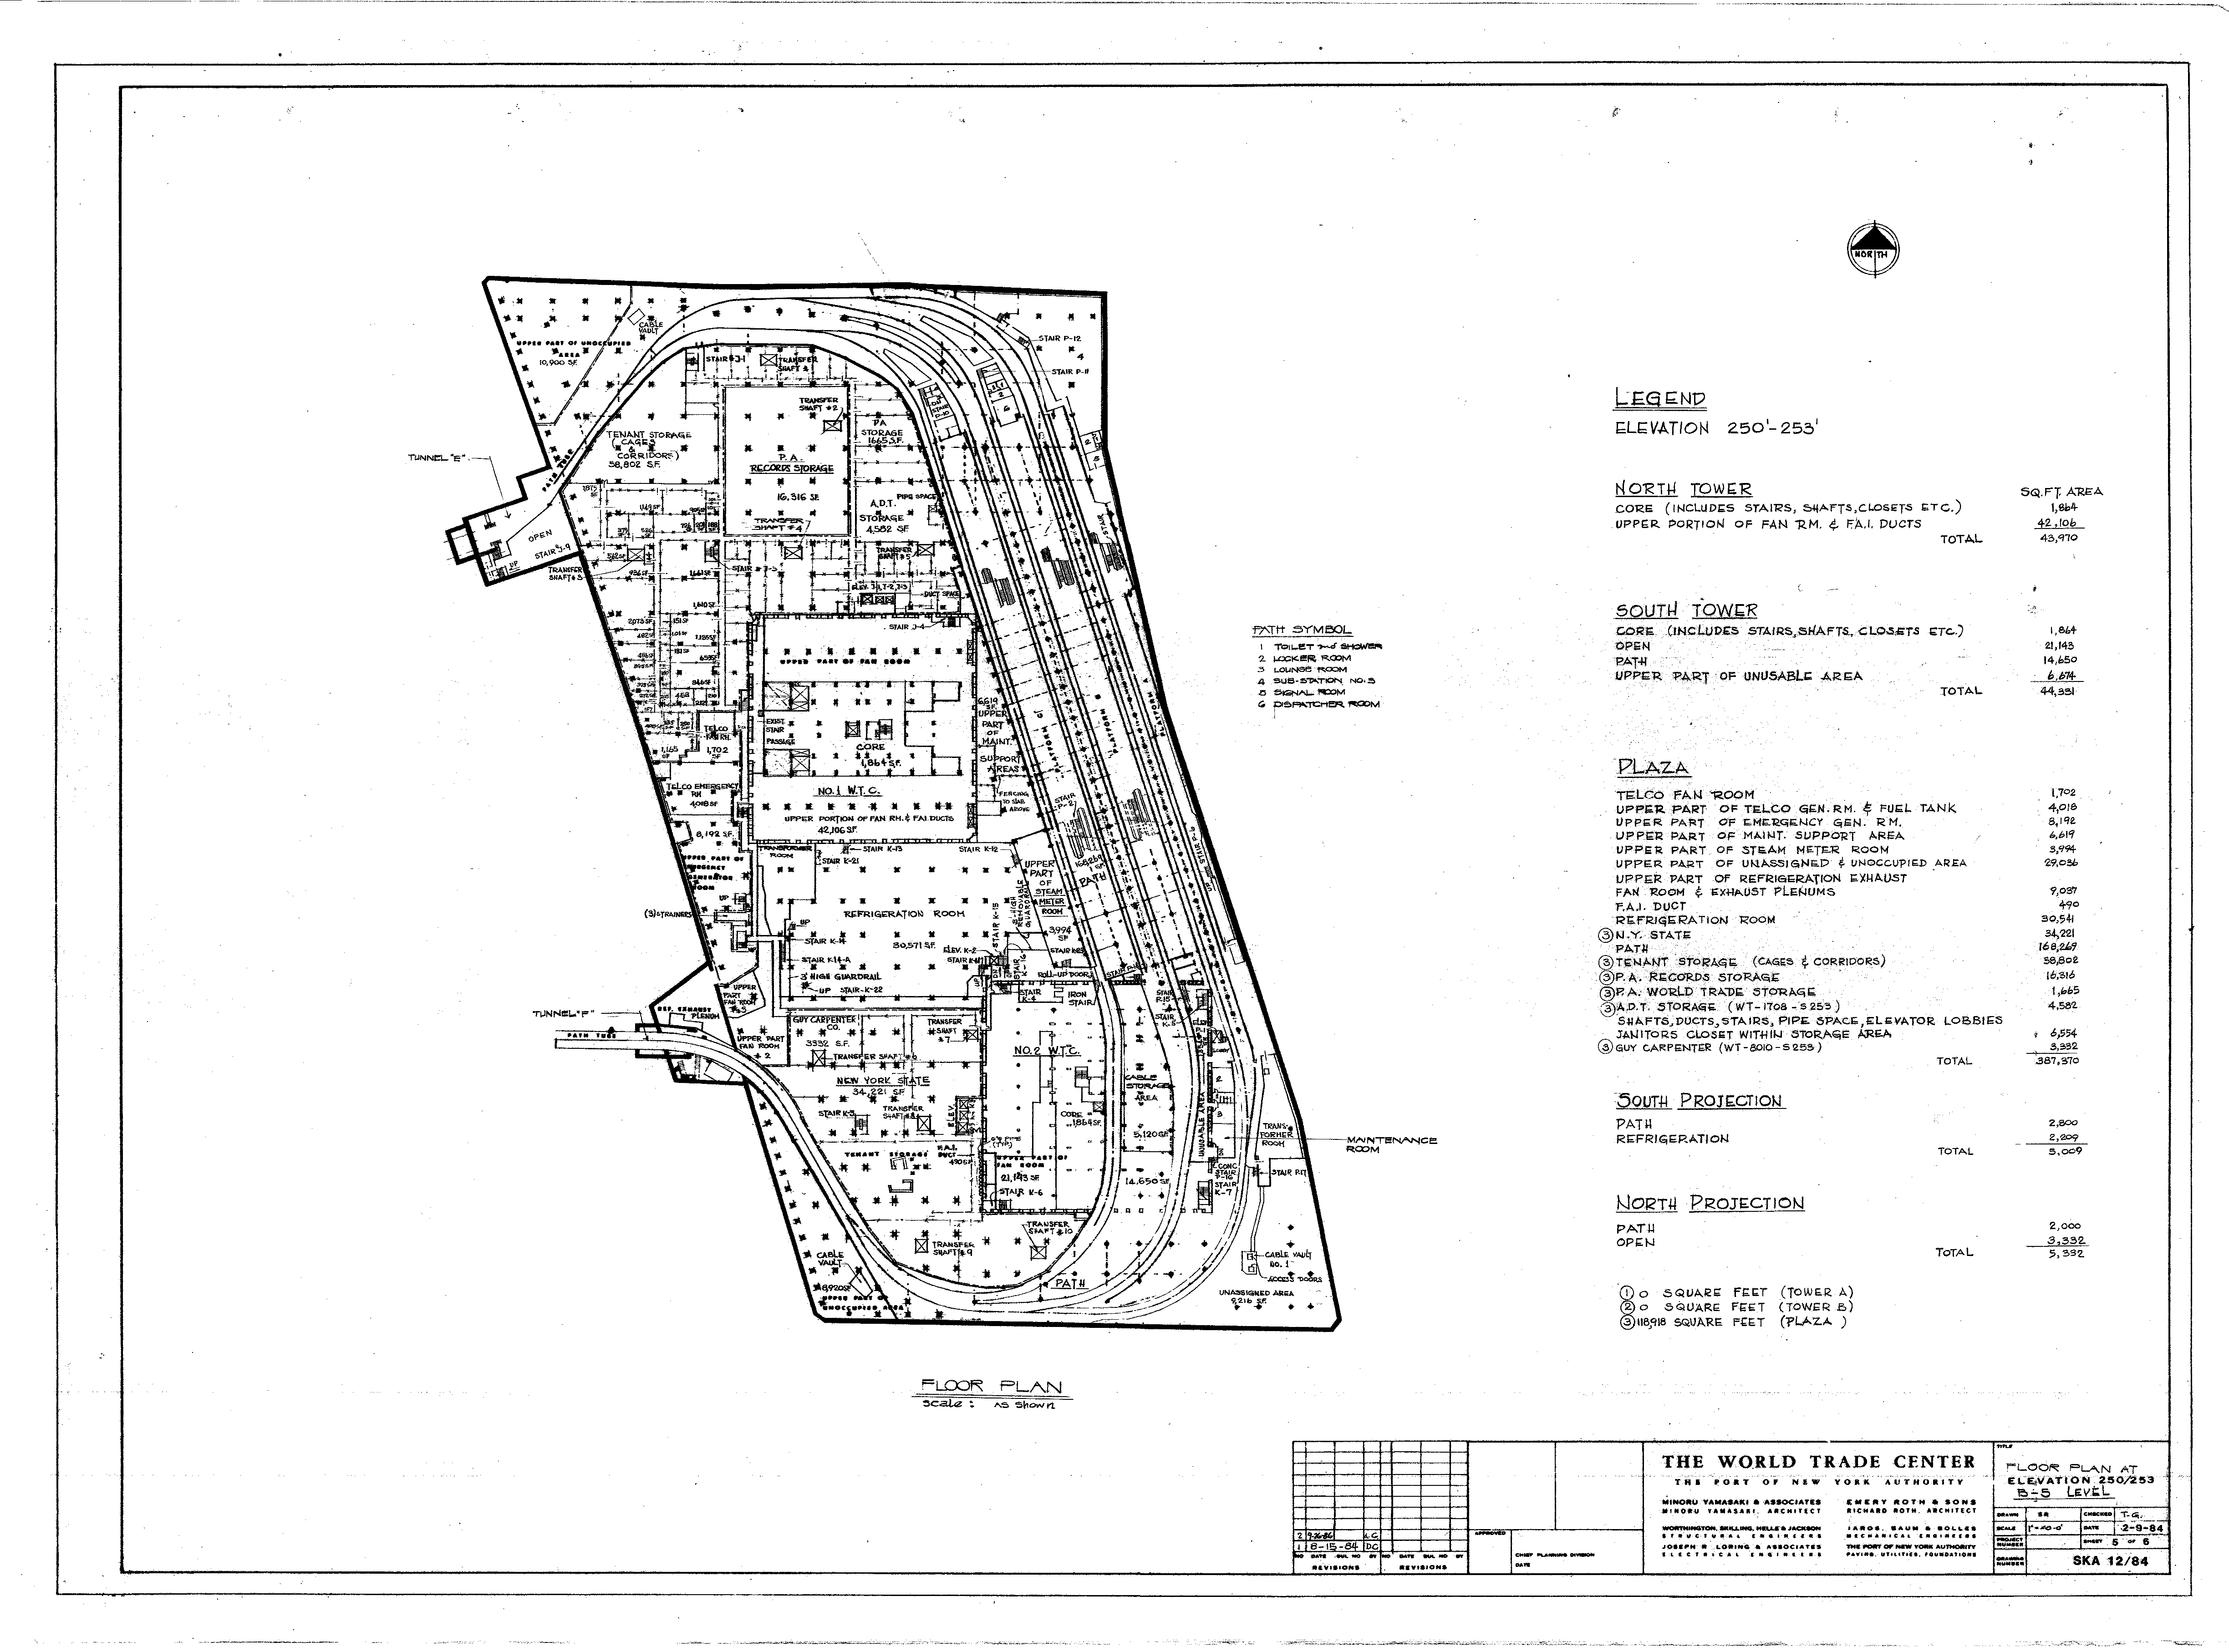 NORTH
LEGEND
ELEVATION 250'-253'
NORTH TOWER
SQ.FT. AREA
CORE (INCLUDES STAIRS, SHAFTS, CLOSETS ETC.) 1,864
UPPER PORTION OF FAN RM. & F.A.I. DUCTS 42,106
TOTAL 43,970
SOUTH TOWER
CORE (INCLUDES STAIRS, SHAFTS, CLOSETS ETC.) 1,864
OPEN 21,143
PATH 14,650
UPPER PART OF UNUSABLE AREA 6,674
TOTAL 44,331
PLAZA
TELCO FAN ROOM 1,702
UPPER PART OF TELCO GEN. RM. & FUEL TANK 4,018
UPPER PART OF EMERGENCY GEN. RM. 8,192
UPPER PART OF MAINT. SUPPORT AREA 6,619
UPPER PART OF STEAM METER ROOM 3,994
UPPER PART OF UNASSIGNED & UNOCCUPIED AREA 29,036
UPPER PART OF REFRIGERATION EXHAUST
FAN ROOM & EXHAUST PLENUMS 9,037
F.A.I. DUCT 490
REFRIGERATION ROOM 30,541
3 N.Y. STATE 34,221
PATH 168,269
3 TENANT STORAGE (CAGES & CORRIDORS) 58,802
3 P.A. RECORDS STORAGE 16,316
3 P.A. WORLD TRADE STORAGE 1,665
3 A.D.T. STORAGE (WT-1708-S253) 4,582
SHAFTS, DUCTS, STAIRS, PIPE SPACE, ELEVATOR LOBBIES
JANITORS CLOSET WITHIN STORAGE AREA 6,554
3 GUY CARPENTER (WT-3010-S253) 3,332
TOTAL 387,370
SOUTH PROJECTION
PATH 2,800
REFRIGERATION 2,209
TOTAL 5,009
NORTH PROJECTION
PATH 2,000
OPEN 3,332
TOTAL 5,332
1 0 SQUARE FEET (TOWER A)
2 0 SQUARE FEET (TOWER B)
3 118,918 SQUARE FEET (PLAZA )
PATH SYMBOL
1 TOILET and SHOWER
2 LOCKER ROOM
3 LOUNGE ROOM
4 SUB-STATION NO.3
5 SIGNAL ROOM
6 DISPATCHER ROOM
CABLE
VAULT
UPPER PART OF UNOCCUPIED
AREA
10,900 SF.
STAIR P-12
4
STAIR P-11
STAIR J-1
TRANSFER
TRANSFER
SHAFT #2
PA
STORAGE
1665 S.F.
TENANT STORAGE
(CAGES
&
CORRIDORS)
58,802 S.F.
TUNNEL "E"
PATH TUBE
P.A.
RECORDS STORAGE
16,316 SF.
PIPE SPACE
A.D.T.
STORAGE
4,582 SF
TRANSFER
SHAFT #4
OPEN
STAIR J-9
UP
TRANSFER
SHAFT #3
TRANSFER
SHAFT #5
DUCT SPACE
1,610 SF
2073 SF
STAIR J-4
UPPER PART OF FAN ROOM
6,619
S.F.
UPPER
PART
OF
MAINT.
SUPPORT
AREAS
EXIST
STAIR
PASSAGE
CORE
1,864 S.F.
TELCO
FAN RM.
1,165
SF
1,702
SF
TELCO EMERGENCY
RM
4018 SF
NO.1 W.T.C.
UPPER PORTION OF FAN RM. & F.A.I. DUCTS
42,106 SF.
FENCING
TO SLAB
ABOVE
STAIR
P-2
8,192 SF.
UPPER PART OF
EMERGENCY
GENERATOR
ROOM
TRANSFORMER
ROOM
STAIR K-13
STAIR K-21
STAIR K-12
UPPER
PART
OF
STEAM
METER
ROOM
3,994
SF
168,269
PATH
UP
(3) STRAINERS
REFRIGERATION ROOM
30,571 SF.
UP
STAIR K-14
STAIR K-15
REMOVABLE
GUARDRAIL
ELEV. K-2
STAIR K-14-A
3' HIGH GUARDRAIL
UP STAIR-K-22
STAIR K-16
ROLL-UP DOOR
STAIR
K-4
IRON
STAIR
UPPER
PART
FAN ROOM
REF. EXHAUST
PLENUM
TUNNEL "F"
PATH TUBE
UPPER PART
FAN ROOM
# 2
GUY CARPENTER
CO.
3332 S.F.
TRANSFER
SHAFT
#7
TRANSFER SHAFT #6
NO.2 W.T.C.
NEW YORK STATE
34,221 SF.
STAIR K-3
TRANSFER
SHAFT #8
CORE
1864 SF.
CABLE
STORAGE
AREA
5,120 SF
UNUSABLE AREA
TRANS-
FORMER
ROOM
MAINTENANCE
ROOM
TENANT STORAGE
F.A.I.
DUCT
490 SF
UPPER PART OF
FAN ROOM
21,143 SF
STAIR K-6
14,650 SF
CONC
STAIR
P-16
STAIR
K-7
STAIR P-17
TRANSFER
SHAFT #9
TRANSFER
SHAFT #10
CABLE
VAULT
8,920 SF
UPPER PART OF
UNOCCUPIED AREA
PATH
CABLE VAULT
NO. 1
ACCESS DOORS
UNASSIGNED AREA
9,216 SF.
FLOOR PLAN
scale: AS Shown
2 9-26-86 A.C.
1 8-15-84 DC
NO DATE BUL NO BY NO DATE BUL NO BY
REVISIONS REVISIONS
APPROVED
CHIEF PLANNING DIVISION
DATE
THE WORLD TRADE CENTER
THE PORT OF NEW YORK AUTHORITY
MINORU YAMASAKI & ASSOCIATES EMERY ROTH & SONS
MINORU YAMASAKI, ARCHITECT RICHARD ROTH, ARCHITECT
WORTHINGTON, SKILLING, HELLE & JACKSON JAROS, BAUM & BOLLES
STRUCTURAL ENGINEERS MECHANICAL ENGINEERS
JOSEPH R. LORING & ASSOCIATES THE PORT OF NEW YORK AUTHORITY
ELECTRICAL ENGINEERS PAVING, UTILITIES, FOUNDATIONS
TITLE
FLOOR PLAN AT
ELEVATION 250/253
B-5 LEVEL
DRAWN SR CHECKED T.G.
SCALE DATE 2-9-84
PROJECT NUMBER SHEET 5 OF 6
DRAWING NUMBER SKA 12/84